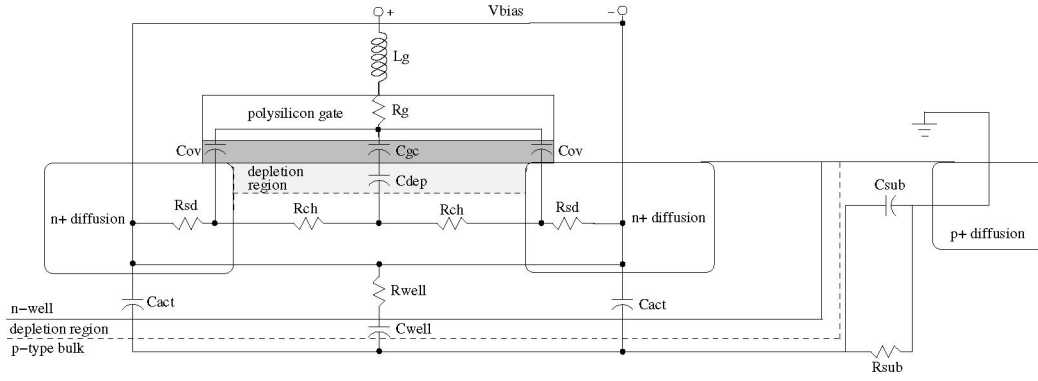 + Vbias −
Lg
polysilicon gate Rg
Cov Cgc Cov
depletion
region Cdep Csub
Rsd Rch Rch Rsd
n+ diffusion n+ diffusion
p+ diffusion
Rwell
Cact Cact
n−well
depletion region Cwell
p−type bulk
Rsub